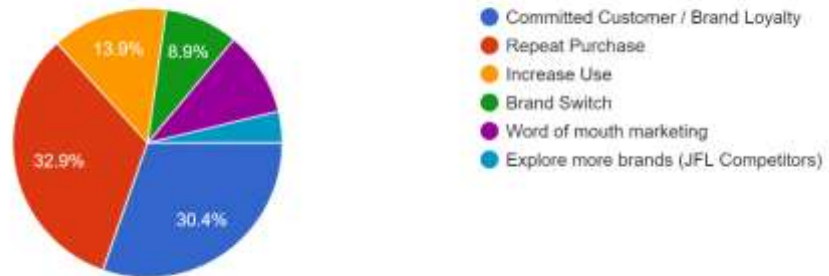 13.9%
8.9%
32.9%
30.4%
Committed Customer / Brand Loyalty
Repeat Purchase
Increase Use
Brand Switch
Word of mouth marketing
Explore more brands (JFL Competitors)